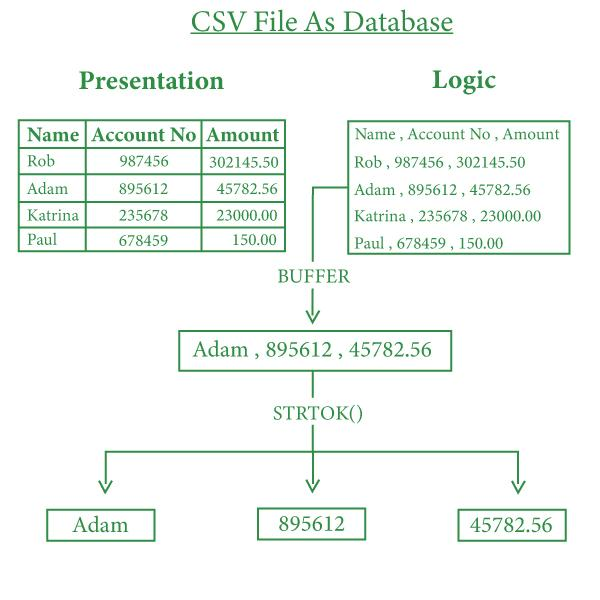 CSV File As Database
Presentation
Logic
Name Account No Amount
Rob 987456 302145.50
Adam 895612 45782.56
Katrina 235678 23000.00
Paul 678459 150.00
Name , Account No , Amount
Rob , 987456 , 302145.50
Adam , 895612 , 45782.56
Katrina , 235678 , 23000.00
Paul , 678459 , 150.00
BUFFER
Adam , 895612 , 45782.56
STRTOK()
Adam
895612
45782.56